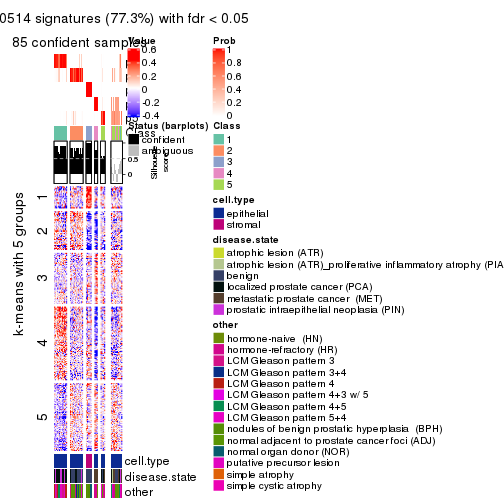 0514 signatures (77.3%) with fdr < 0.05
85 confident samples
k-means with 5 groups
1
2
3
4
5
Class
Silhouette score
cell.type
disease.state
other
Value
0.6
0.4
0.2
0
-0.2
-0.4
Status (barplots)
confident
ambiguous
0.5
0
Prob
1
0.8
0.6
0.4
0.2
0
Class
1
2
3
4
5
cell.type
epithelial
stromal
disease.state
atrophic lesion (ATR)
atrophic lesion (ATR)_proliferative inflammatory atrophy (PIA
benign
localized prostate cancer (PCA)
metastatic prostate cancer (MET)
prostatic intraepithelial neoplasia (PIN)
other
hormone-naive (HN)
hormone-refractory (HR)
LCM Gleason pattern 3
LCM Gleason pattern 3+4
LCM Gleason pattern 4
LCM Gleason pattern 4+3 w/ 5
LCM Gleason pattern 4+5
LCM Gleason pattern 5+4
nodules of benign prostatic hyperplasia (BPH)
normal adjacent to prostate cancer foci (ADJ)
normal organ donor (NOR)
putative precursor lesion
simple atrophy
simple cystic atrophy